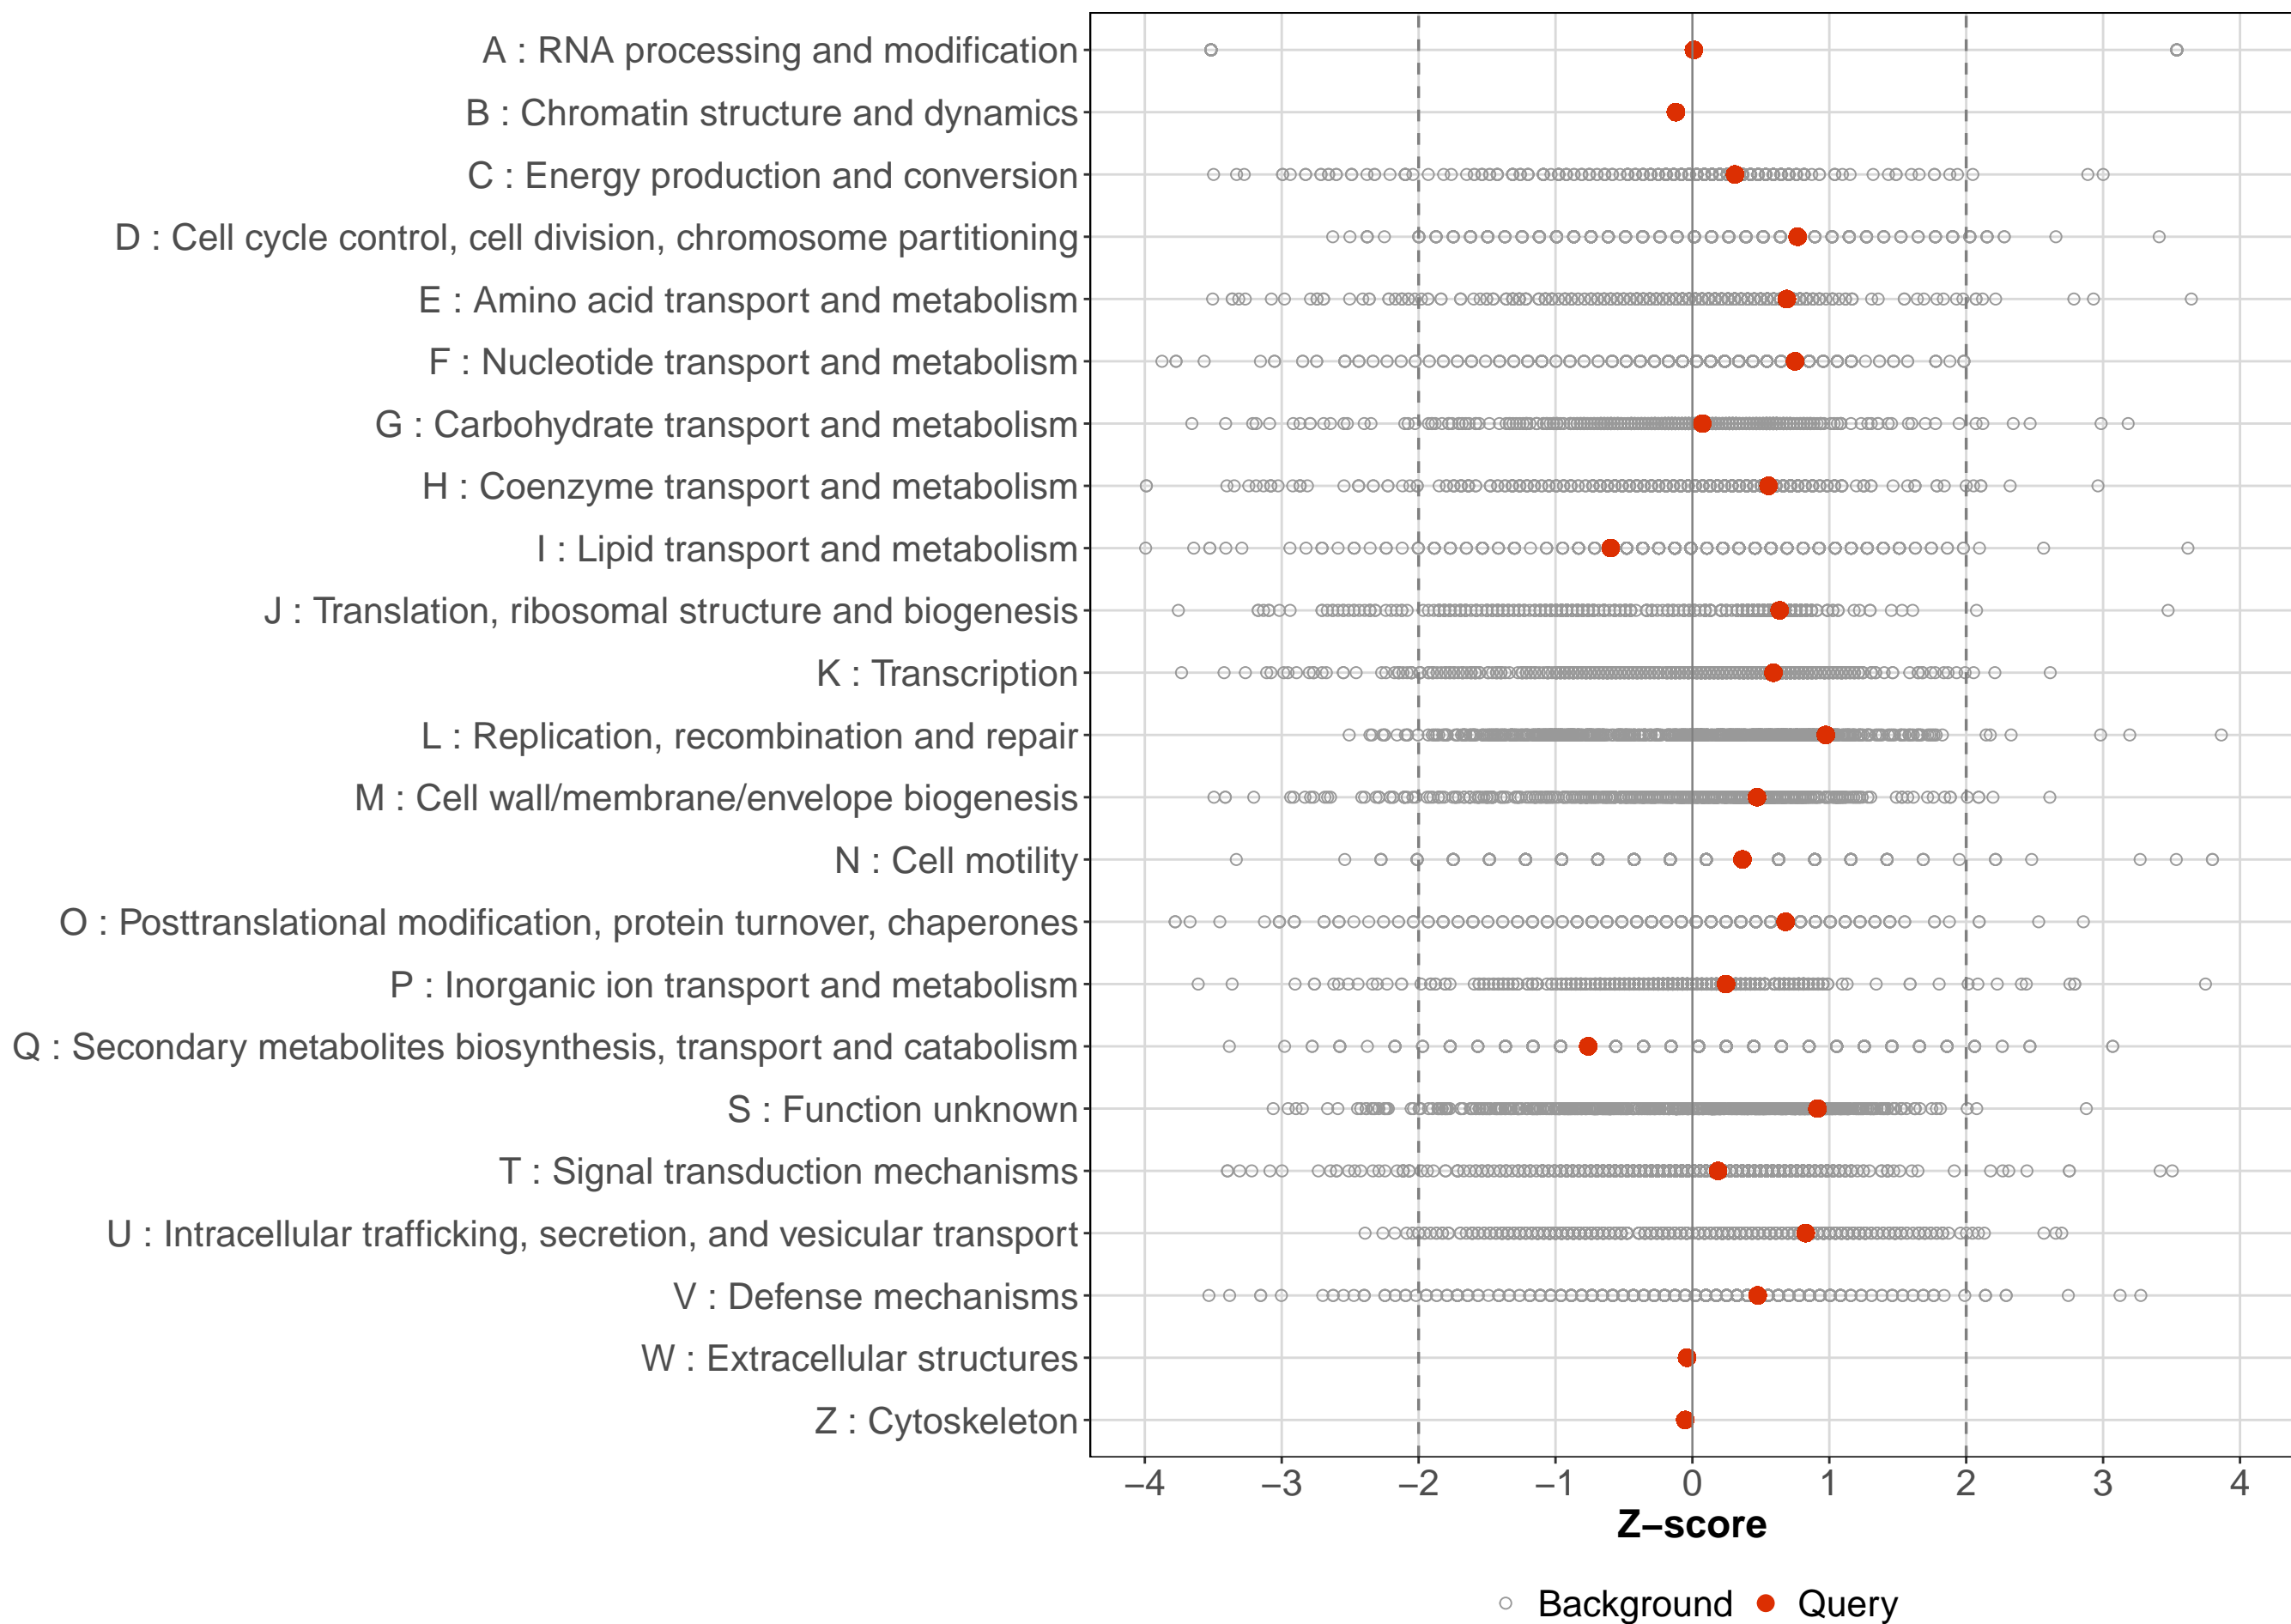 A : RNA processing and modification
B : Chromatin structure and dynamics
C : Energy production and conversion
D : Cell cycle control, cell division, chromosome partitioning
E : Amino acid transport and metabolism
F : Nucleotide transport and metabolism
G : Carbohydrate transport and metabolism
H : Coenzyme transport and metabolism
I : Lipid transport and metabolism
J : Translation, ribosomal structure and biogenesis
K : Transcription
L : Replication, recombination and repair
M : Cell wall/membrane/envelope biogenesis
N : Cell motility
O : Posttranslational modification, protein turnover, chaperones
P : Inorganic ion transport and metabolism
Q : Secondary metabolites biosynthesis, transport and catabolism
S : Function unknown
T : Signal transduction mechanisms
U : Intracellular trafficking, secretion, and vesicular transport
V : Defense mechanisms
W : Extracellular structures
Z : Cytoskeleton
−4 −3 −2 −1 0 1 2 3 4
Z−score
Background Query